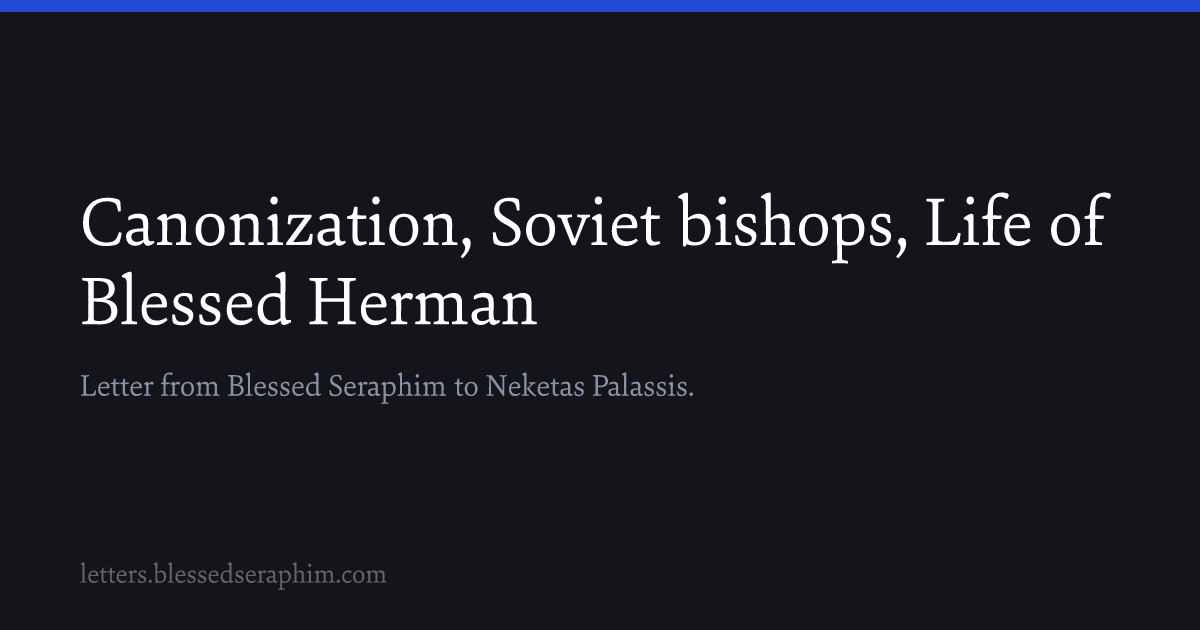 Canonization, Soviet bishops, Life of
Blessed Herman
Letter from Blessed Seraphim to Neketas Palassis.
letters.blessedseraphim.com